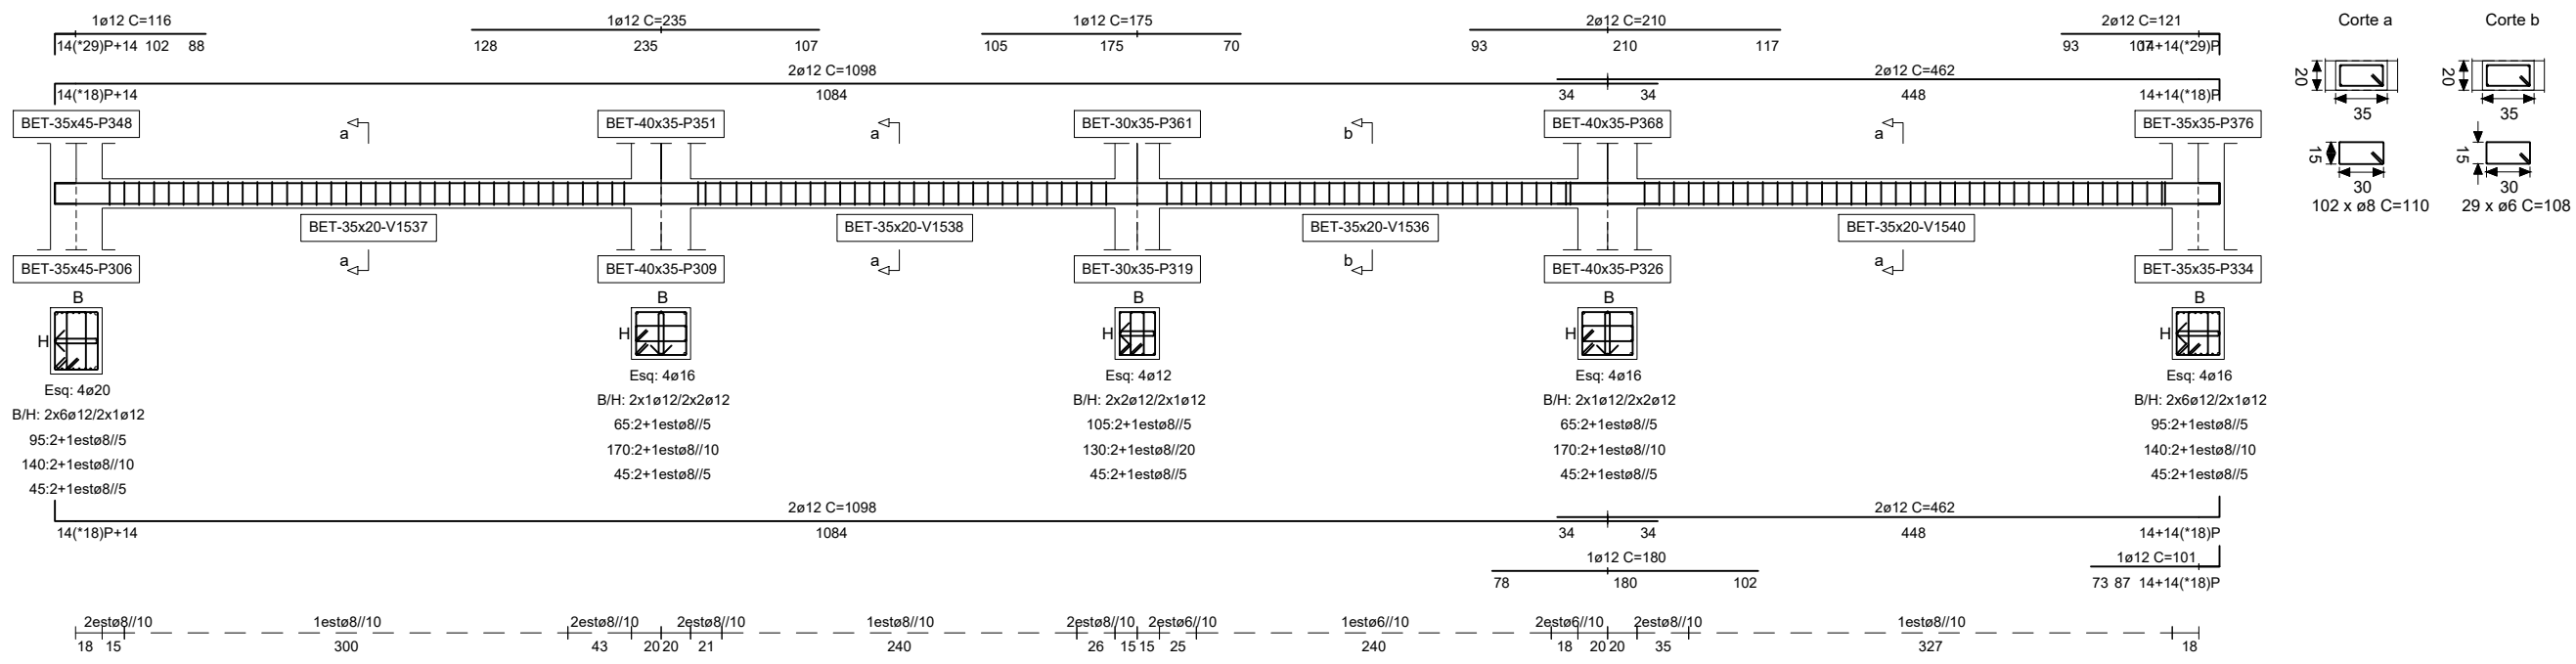 1ø12 C=116 1ø12 C=235 1ø12 C=175 2ø12 C=210 2ø12 C=121 Corte a Corte b
14(*29)P+14 102 88 128 235 107 105 175 70 93 210 117 93 107 14+14(*29)P
2ø12 C=1098 2ø12 C=462 20 20
14(*18)P+14 1084 34 34 448 14+14(*18)P
35 35
BET-35x45-P348 a BET-40x35-P351 a BET-30x35-P361 b BET-40x35-P368 a BET-35x35-P376
15 15
30 30
102 x ø8 C=110 29 x ø6 C=108
BET-35x20-V1537 BET-35x20-V1538 BET-35x20-V1536 BET-35x20-V1540
BET-35x45-P306 a BET-40x35-P309 a BET-30x35-P319 b BET-40x35-P326 a BET-35x35-P334
B B B B B
H H H H H
Esq: 4ø20 Esq: 4ø16 Esq: 4ø12 Esq: 4ø16 Esq: 4ø16
B/H: 2x6ø12/2x1ø12 B/H: 2x1ø12/2x2ø12 B/H: 2x2ø12/2x1ø12 B/H: 2x1ø12/2x2ø12 B/H: 2x6ø12/2x1ø12
95:2+1estø8//5 65:2+1estø8//5 105:2+1estø8//5 65:2+1estø8//5 95:2+1estø8//5
140:2+1estø8//10 170:2+1estø8//10 130:2+1estø8//20 170:2+1estø8//10 140:2+1estø8//10
45:2+1estø8//5 45:2+1estø8//5 45:2+1estø8//5 45:2+1estø8//5 45:2+1estø8//5
2ø12 C=1098 2ø12 C=462
14(*18)P+14 1084 34 34 448 14+14(*18)P
1ø12 C=180 1ø12 C=101
78 180 102 73 87 14+14(*18)P
2estø8//10 1estø8//10 2estø8//10 2estø8//10 1estø8//10 2estø8//10 2estø6//10 1estø6//10 2estø6//10 2estø8//10 1estø8//10
18 15 300 43 20 20 21 240 26 15 15 25 240 18 20 20 35 327 18